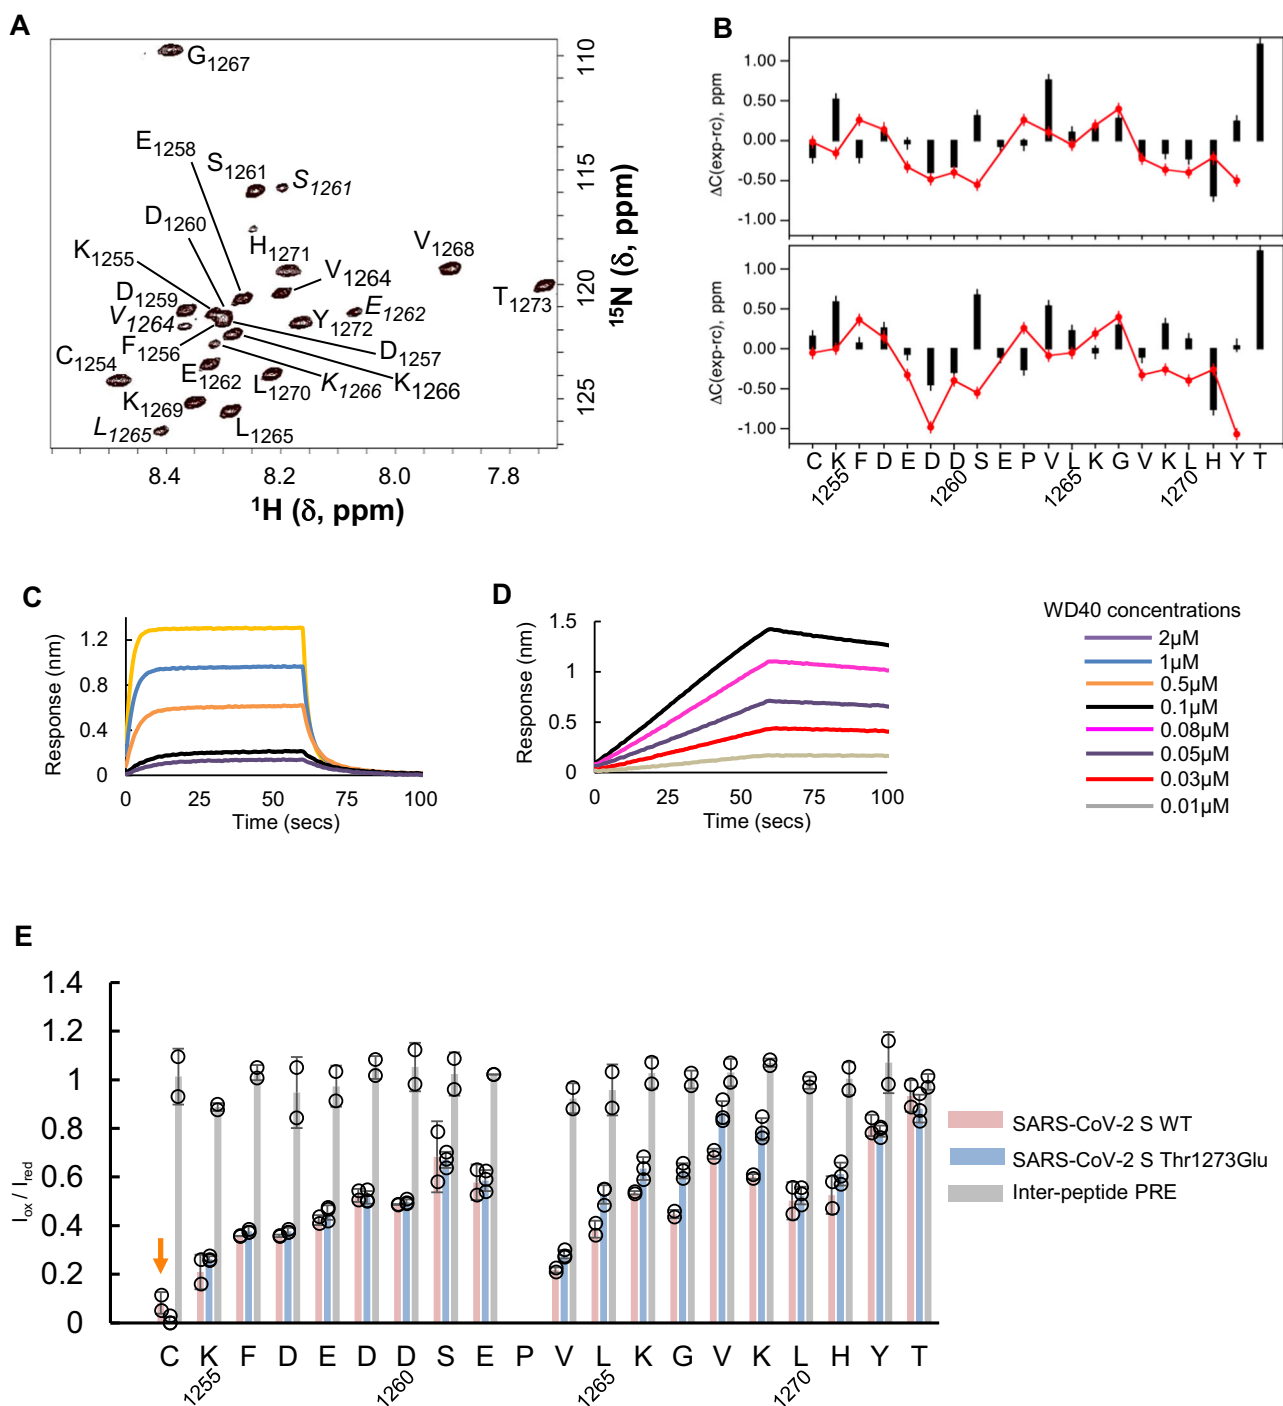 A
G1267
E1258
S1261
S1261
D1260
H1271
V1268
K1255
V1264
T1273
D1259
E1262
V1264
Y1272
F1256
D1257
C1254
E1262
K1266
K1266
L1270
K1269
L1265
L1265
110
115
120
125
15N (δ, ppm)
8.4 8.2 8.0 7.8
1H (δ, ppm)
B
ΔC(exp-rc), ppm
1.00
0.50
0.00
-0.50
-1.00
ΔC(exp-rc), ppm
1.00
0.50
0.00
-0.50
-1.00
C K F D E D D S E P V L K G V K L H Y T
1255 1260 1265 1270
C
Response (nm)
1.2
0.8
0.4
0
0 25 50 75 100
Time (secs)
D
Response (nm)
1.5
1
0.5
0
0 25 50 75 100
Time (secs)
WD40 concentrations
2µM
1µM
0.5µM
0.1µM
0.08µM
0.05µM
0.03µM
0.01µM
E
Iox / Ired
1.4
1.2
1
0.8
0.6
0.4
0.2
0
C K F D E D D S E P V L K G V K L H Y T
1255 1260 1265 1270
SARS-CoV-2 S WT
SARS-CoV-2 S Thr1273Glu
Inter-peptide PRE